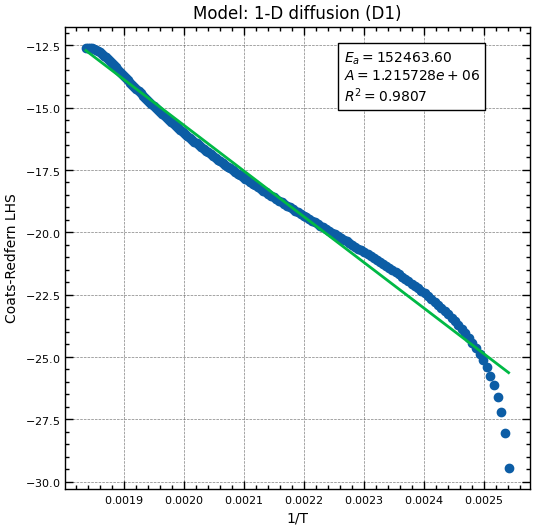 Model: 1-D diffusion (D1)
−12.5
−15.0
−17.5
−20.0
−22.5
−25.0
−27.5
−30.0
Coats-Redfern LHS
Eₐ = 152463.60
A = 1.215728e + 06
R² = 0.9807
0.0019 0.0020 0.0021 0.0022 0.0023 0.0024 0.0025
1/T